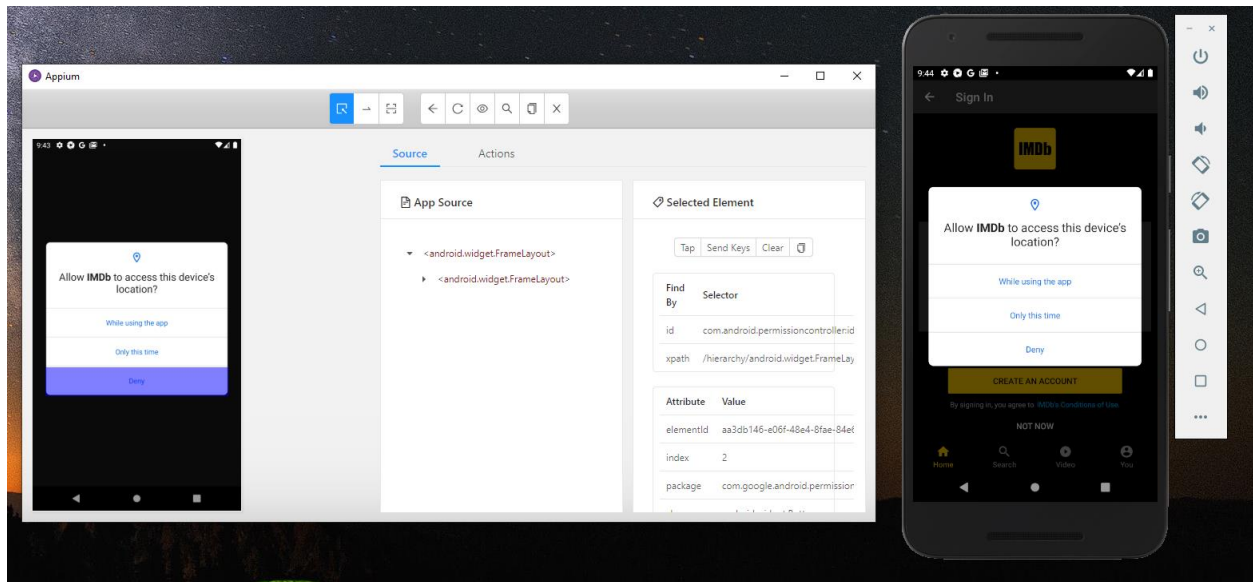 Appium
9:43 G
Allow IMDb to access this device's
location?
While using the app
Only this time
Deny
Source Actions
App Source
<android.widget.FrameLayout>
<android.widget.FrameLayout>
Selected Element
Tap Send Keys Clear
Find
By Selector
id com.android.permissioncontroller:id
xpath /hierarchy/android.widget.FrameLay
Attribute Value
elementId aa3db146-e06f-48e4-8fae-84e6
index 2
package com.google.android.permission
9:44 G
Sign In
IMDb
Allow IMDb to access this device's
location?
While using the app
Only this time
Deny
CREATE AN ACCOUNT
By signing in, you agree to IMDb's Conditions of Use
NOT NOW
Home Search Video You